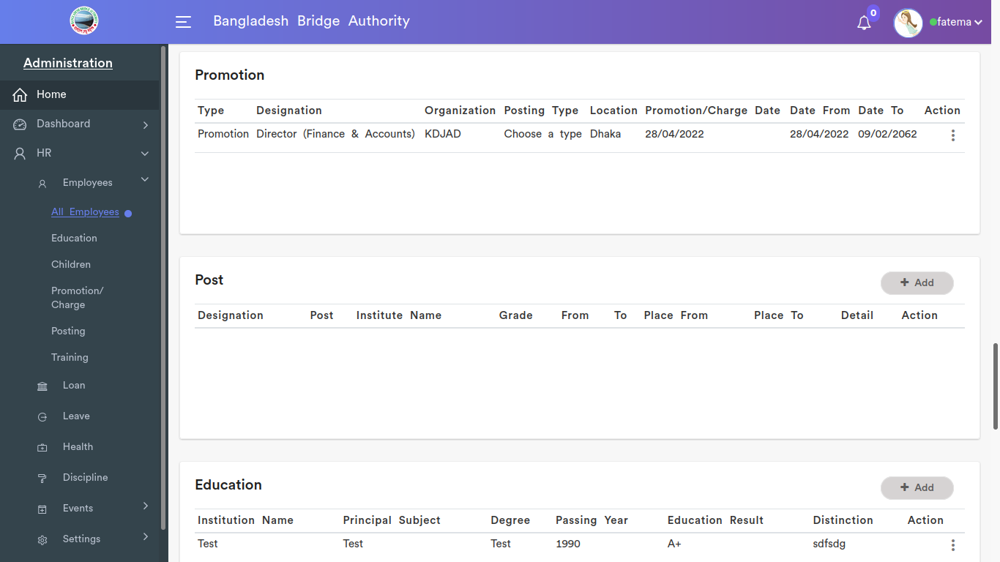 Bangladesh Bridge Authority
0
fatema
Administration
Home
Dashboard
HR
Employees
All Employees
Education
Children
Promotion/
Charge
Posting
Training
Loan
Leave
Health
Discipline
Events
Settings
Promotion
Type Designation Organization Posting Type Location Promotion/Charge Date Date From Date To Action
Promotion Director (Finance & Accounts) KDJAD Choose a type Dhaka 28/04/2022 28/04/2022 09/02/2062
Post
+ Add
Designation Post Institute Name Grade From To Place From Place To Detail Action
Education
+ Add
Institution Name Principal Subject Degree Passing Year Education Result Distinction Action
Test Test Test 1990 A+ sdfsdg